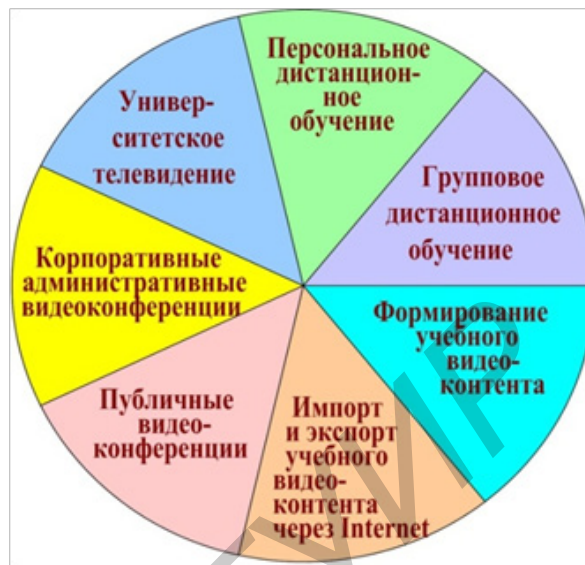 Персональное
дистанцион-
ное
обучение
Групповое
дистанционное
обучение
Формирование
учебного
видео-
контента
Импорт
и экспорт
учебного
видео-
контента
через Internet
Публичные
видео-
конференции
Корпоративные
административные
видеоконференции
Универ-
ситетское
телевидение